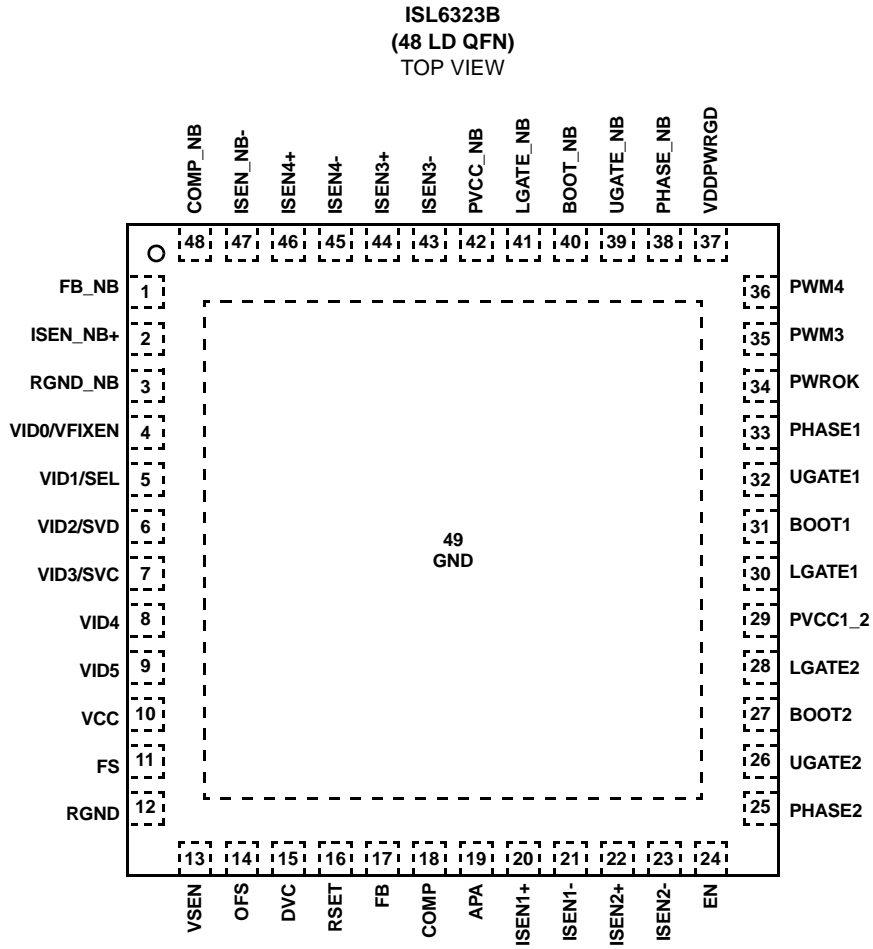 ISL6323B
(48 LD QFN)
TOP VIEW
COMP_NB
ISEN_NB-
ISEN4+
ISEN4-
ISEN3+
ISEN3-
PVCC_NB
LGATE_NB
BOOT_NB
UGATE_NB
PHASE_NB
VDDPWRGD
48 47 46 45 44 43 42 41 40 39 38 37
FB_NB 1
ISEN_NB+ 2
RGND_NB 3
VID0/VFIXEN 4
VID1/SEL 5
VID2/SVD 6
VID3/SVC 7
VID4 8
VID5 9
VCC 10
FS 11
RGND 12
49
GND
36 PWM4
35 PWM3
34 PWROK
33 PHASE1
32 UGATE1
31 BOOT1
30 LGATE1
29 PVCC1_2
28 LGATE2
27 BOOT2
26 UGATE2
25 PHASE2
13 14 15 16 17 18 19 20 21 22 23 24
VSEN
OFS
DVC
RSET
FB
COMP
APA
ISEN1+
ISEN1-
ISEN2+
ISEN2-
EN